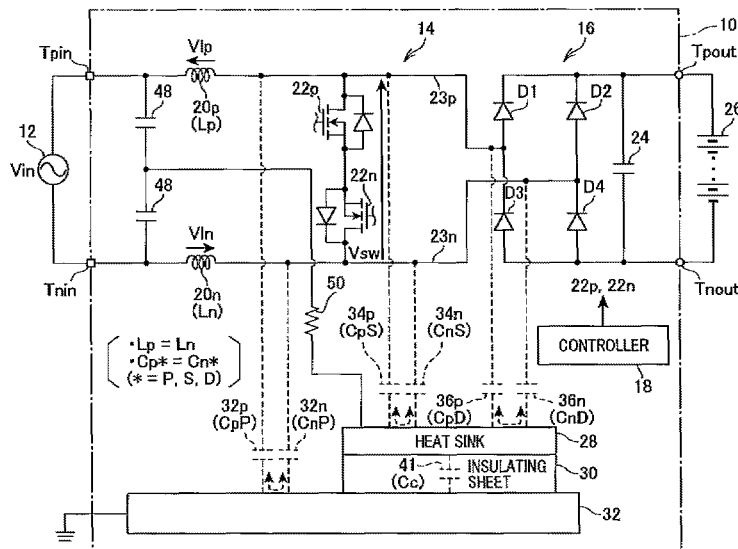 10
14
16
Tpin
VIp
Tpout
48
20p
(Lp)
22p
23p
D1
D2
24
26
12
Vin
48
22n
D3
D4
VIn
Vsw
23n
Tnin
20n
(Ln)
50
Tnout
22p, 22n
CONTROLLER
18
·Lp = Ln
·Cp* = Cn*
(* = P, S, D)
34p
(CpS)
34n
(CnS)
36p
(CpD)
36n
(CnD)
32p
(CpP)
32n
(CnP)
HEAT SINK
28
41
(Cc)
INSULATING
SHEET
30
32